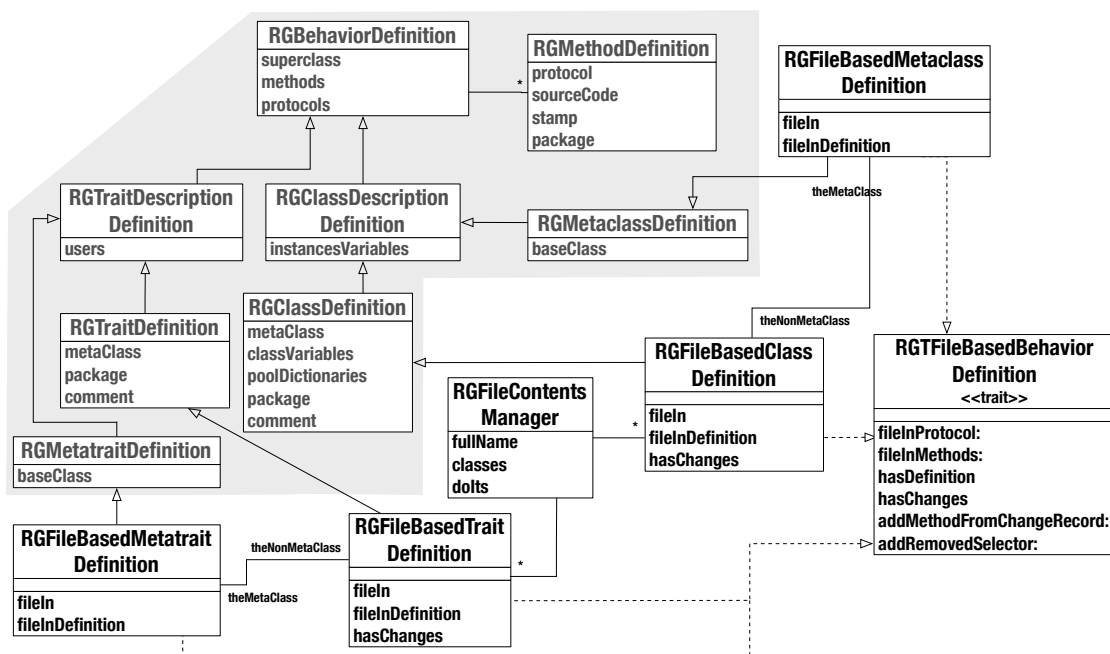 RGBehaviorDefinition
superclass
methods
protocols
*
RGMethodDefinition
protocol
sourceCode
stamp
package
RGFileBasedMetaclass
Definition
fileIn
fileInDefinition
theMetaClass
RGTraitDescription
Definition
users
RGClassDescription
Definition
instancesVariables
RGMetaclassDefinition
baseClass
RGTraitDefinition
metaClass
package
comment
RGClassDefinition
metaClass
classVariables
poolDictionaries
package
comment
theNonMetaClass
RGFileBasedClass
Definition
fileIn
fileInDefinition
hasChanges
RGTFileBasedBehavior
Definition
<<trait>>
fileInProtocol:
fileInMethods:
hasDefinition
hasChanges
addMethodFromChangeRecord:
addRemovedSelector:
RGFileContents
Manager
fullName
classes
doIts
*
RGMetatraitDefinition
baseClass
RGFileBasedMetatrait
Definition
fileIn
fileInDefinition
theNonMetaClass
theMetaClass
RGFileBasedTrait
Definition
fileIn
fileInDefinition
hasChanges
*